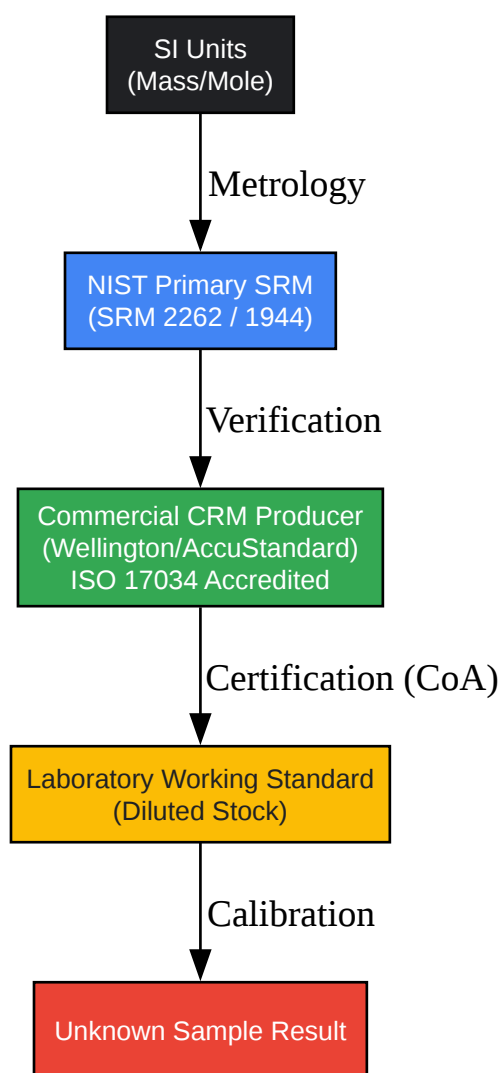 SI Units
(Mass/Mole)
Metrology
NIST Primary SRM
(SRM 2262 / 1944)
Verification
Commercial CRM Producer
(Wellington/AccuStandard)
ISO 17034 Accredited
Certification (CoA)
Laboratory Working Standard
(Diluted Stock)
Calibration
Unknown Sample Result